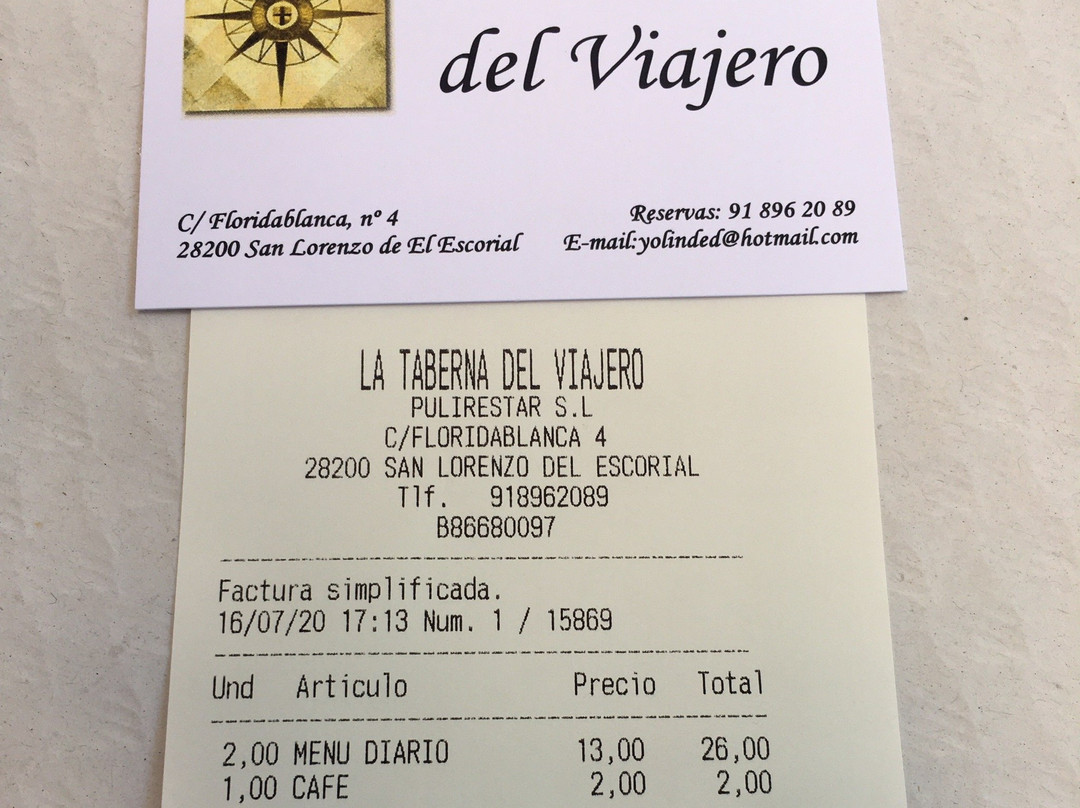 del Viajero
C/ Floridablanca, nº 4
28200 San Lorenzo de El Escorial
Reservas: 91 896 20 89
E-mail:yolinded@hotmail.com
LA TABERNA DEL VIAJERO
PULIRESTAR S.L
C/FLORIDABLANCA 4
28200 SAN LORENZO DEL ESCORIAL
Tlf. 918962089
B86680097
Factura simplificada.
16/07/20 17:13 Num. 1 / 15869
Und Articulo Precio Total
2,00 MENU DIARIO 13,00 26,00
1,00 CAFE 2,00 2,00